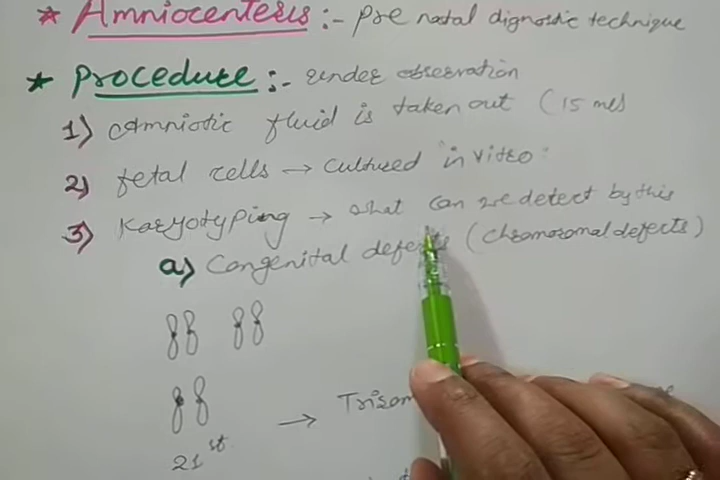 * Amniocentesis :- pre natal dignostic technique
* Procedure :- under observation
1) Amniotic fluid is taken out (15 mls
2) fetal cells → cultured in vitro.
3) Karyotyping → what can we detect by this
a) Congenital defects (chromosomal defects)
→ Trisom
21st